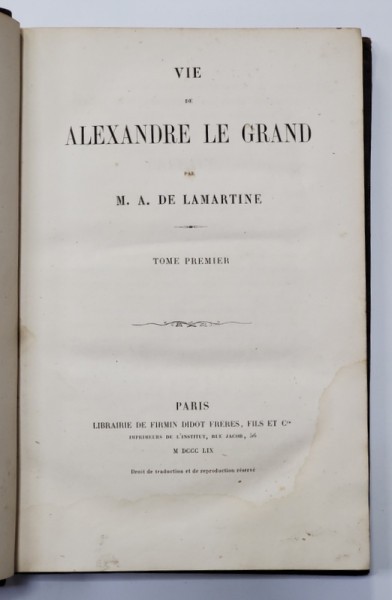 VIE
DE
ALEXANDRE LE GRAND
PAR
M. A. DE LAMARTINE
TOME PREMIER
PARIS
LIBRAIRIE DE FIRMIN DIDOT FRERES, FILS ET Cie
IMPRIMEURS DE L'INSTITUT, RUE JACOB, 56
M DCCC LIX
Droit de traduction et de reproduction réservé